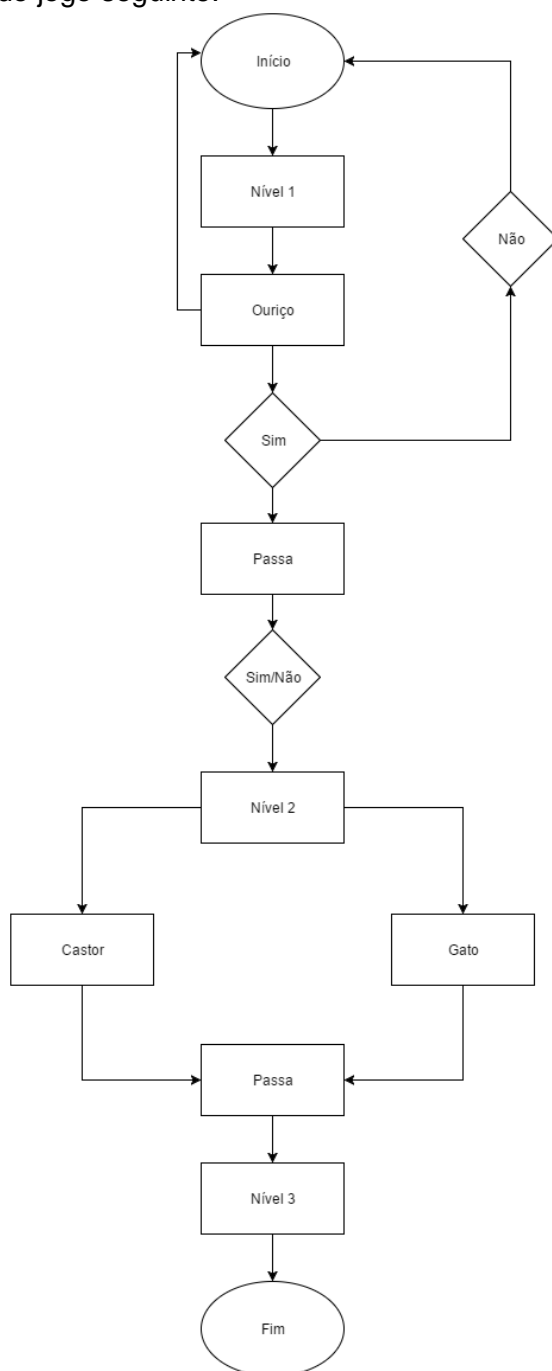 do jogo seguinte.
Início
Nível 1
Não
Ouriço
Sim
Passa
Sim/Não
Nível 2
Castor
Gato
Passa
Nível 3
Fim